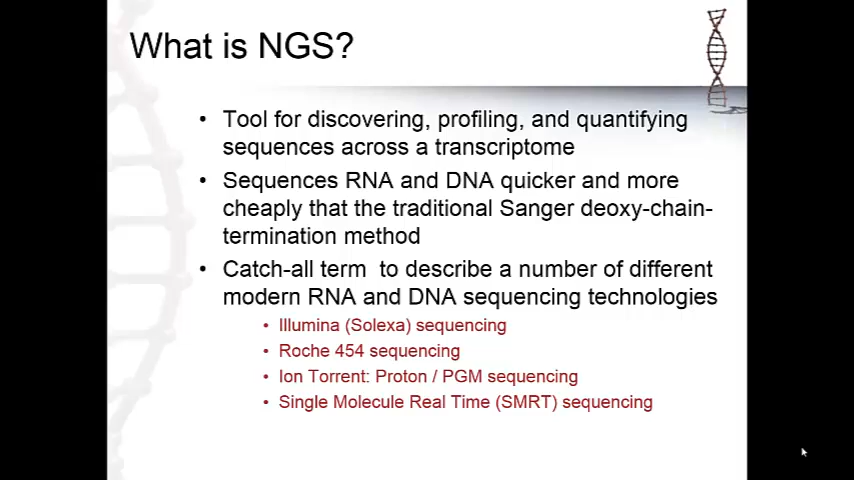 What is NGS?
• Tool for discovering, profiling, and quantifying
sequences across a transcriptome
• Sequences RNA and DNA quicker and more
cheaply that the traditional Sanger deoxy-chain-
termination method
• Catch-all term  to describe a number of different
modern RNA and DNA sequencing technologies
• Illumina (Solexa) sequencing
• Roche 454 sequencing
• Ion Torrent: Proton / PGM sequencing
• Single Molecule Real Time (SMRT) sequencing